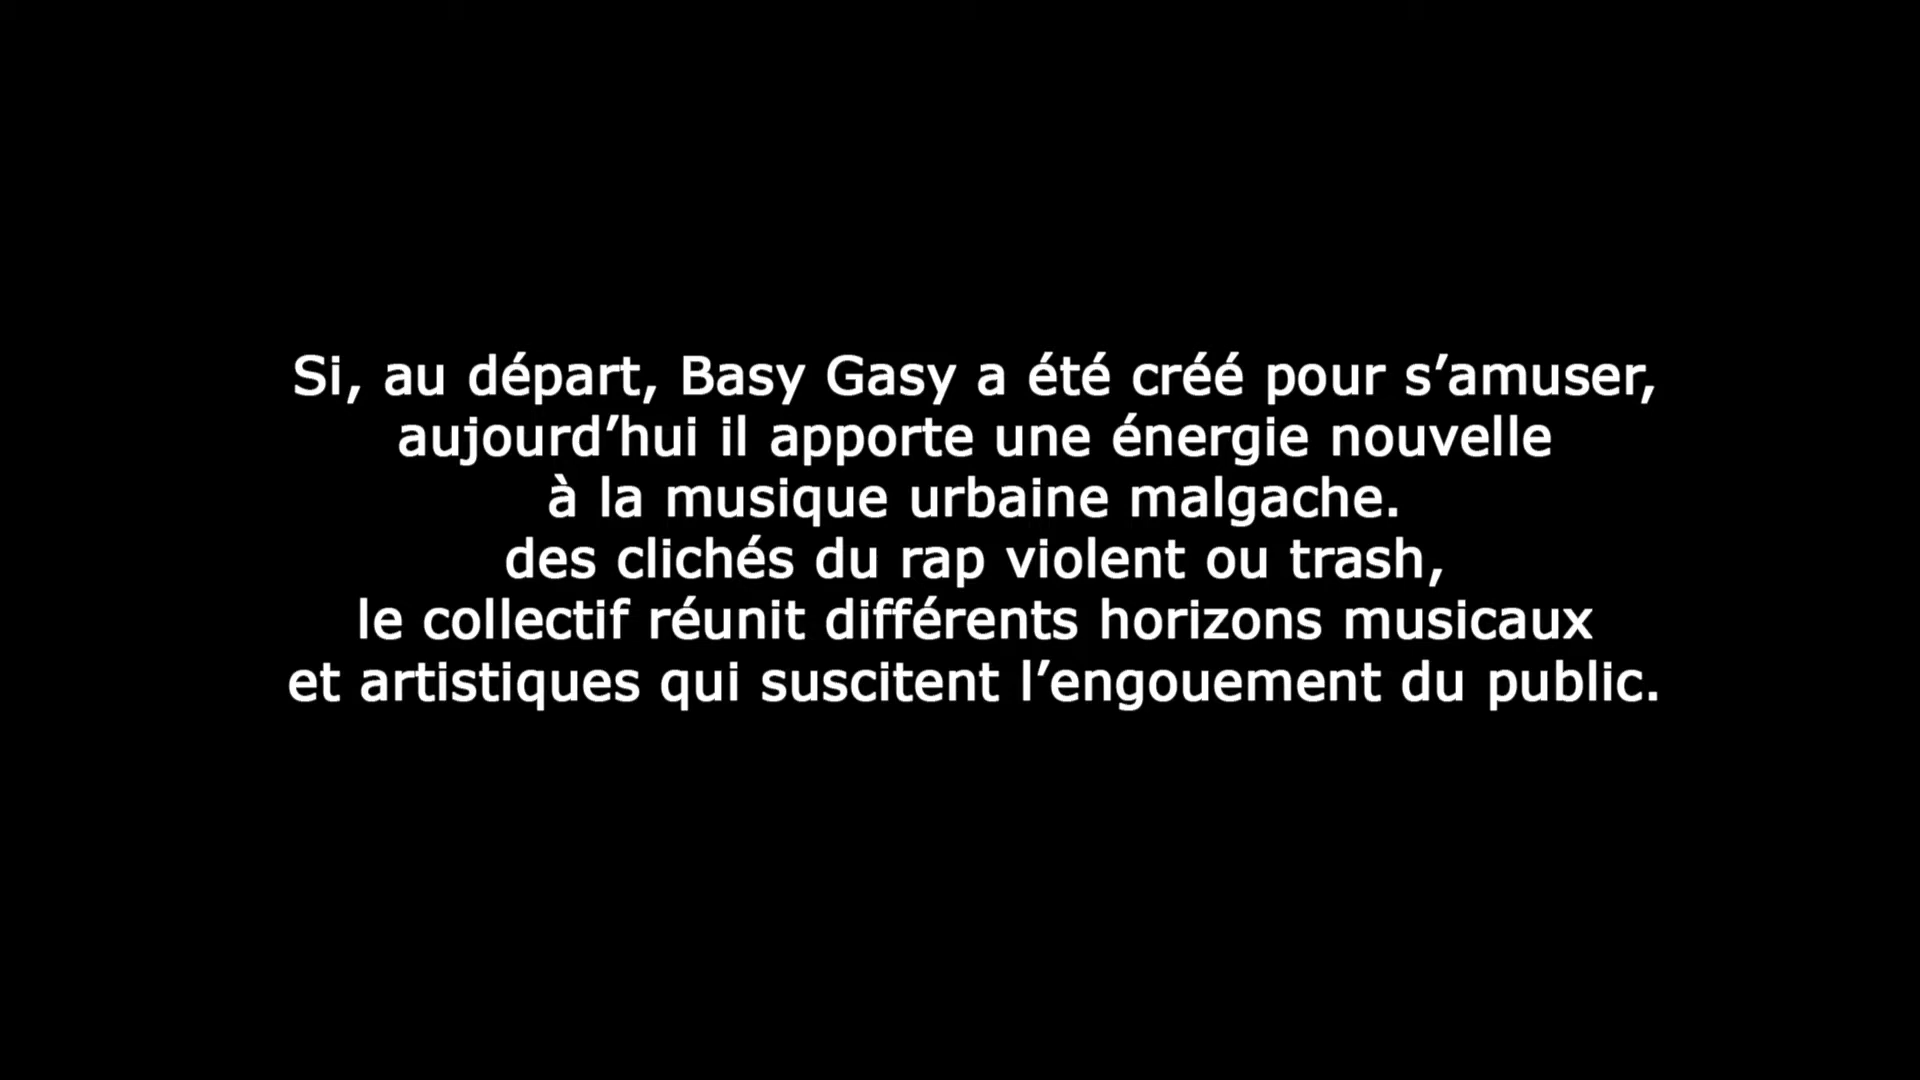 Si, au départ, Basy Gasy a été créé pour s’amuser,
aujourd’hui il apporte une énergie nouvelle
à la musique urbaine malgache.
des clichés du rap violent ou trash,
le collectif réunit différents horizons musicaux
et artistiques qui suscitent l’engouement du public.